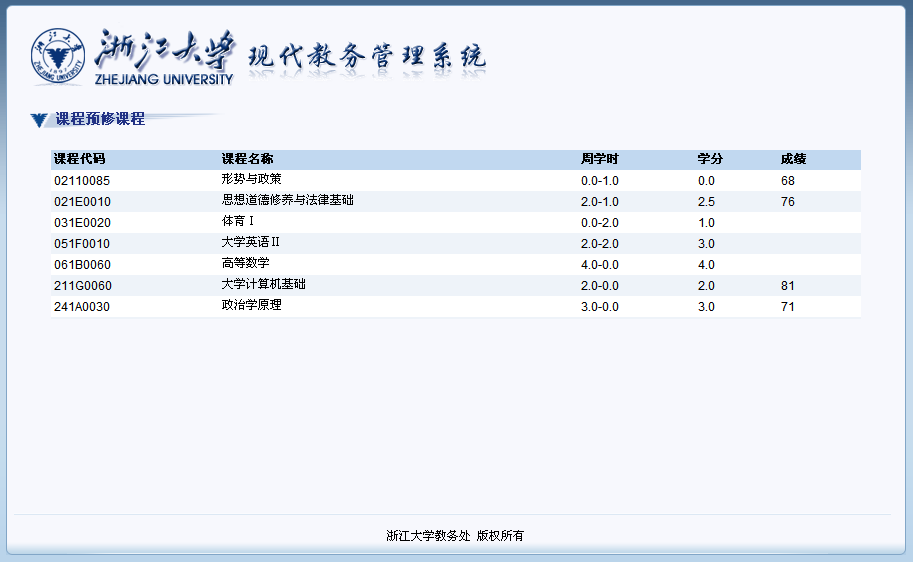 浙江大学 现代教务管理系统
ZHEJIANG UNIVERSITY
课程预修课程
课程代码 课程名称 周学时 学分 成绩
02110085 形势与政策 0.0-1.0 0.0 68
021E0010 思想道德修养与法律基础 2.0-1.0 2.5 76
031E0020 体育Ⅰ 0.0-2.0 1.0
051F0010 大学英语Ⅱ 2.0-2.0 3.0
061B0060 高等数学 4.0-0.0 4.0
211G0060 大学计算机基础 2.0-0.0 2.0 81
241A0030 政治学原理 3.0-0.0 3.0 71
浙江大学教务处 版权所有